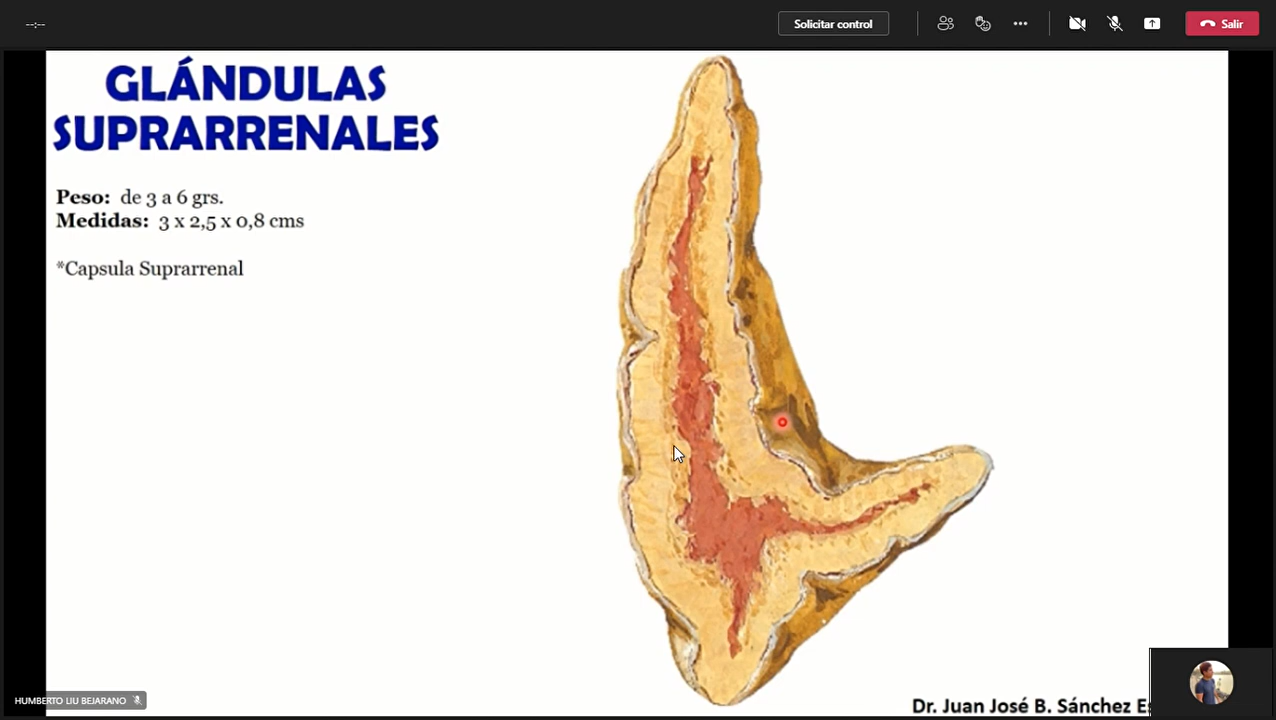 --:--
Solicitar control
Salir
GLÁNDULAS
SUPRARRENALES
Peso: de 3 a 6 grs.
Medidas: 3 x 2,5 x 0,8 cms
*Capsula Suprarrenal
HUMBERTO LIU BEJARANO
Dr. Juan José B. Sánchez